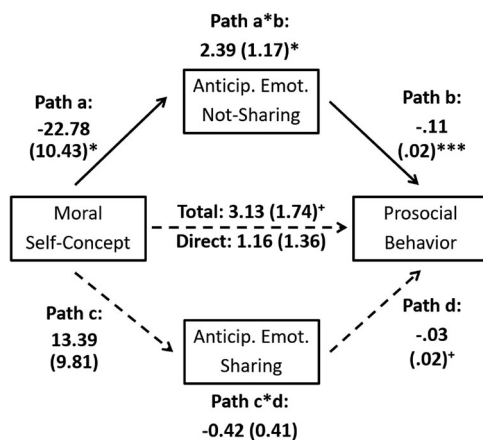 Path a*b:
2.39 (1.17)*
Anticip. Emot.
Not-Sharing
Path a:
-22.78
(10.43)*
Path b:
-.11
(.02)***
Moral
Self-Concept
Total: 3.13 (1.74)⁺
Direct: 1.16 (1.36)
Prosocial
Behavior
Path c:
13.39
(9.81)
Anticip. Emot.
Sharing
Path d:
-.03
(.02)⁺
Path c*d:
-0.42 (0.41)